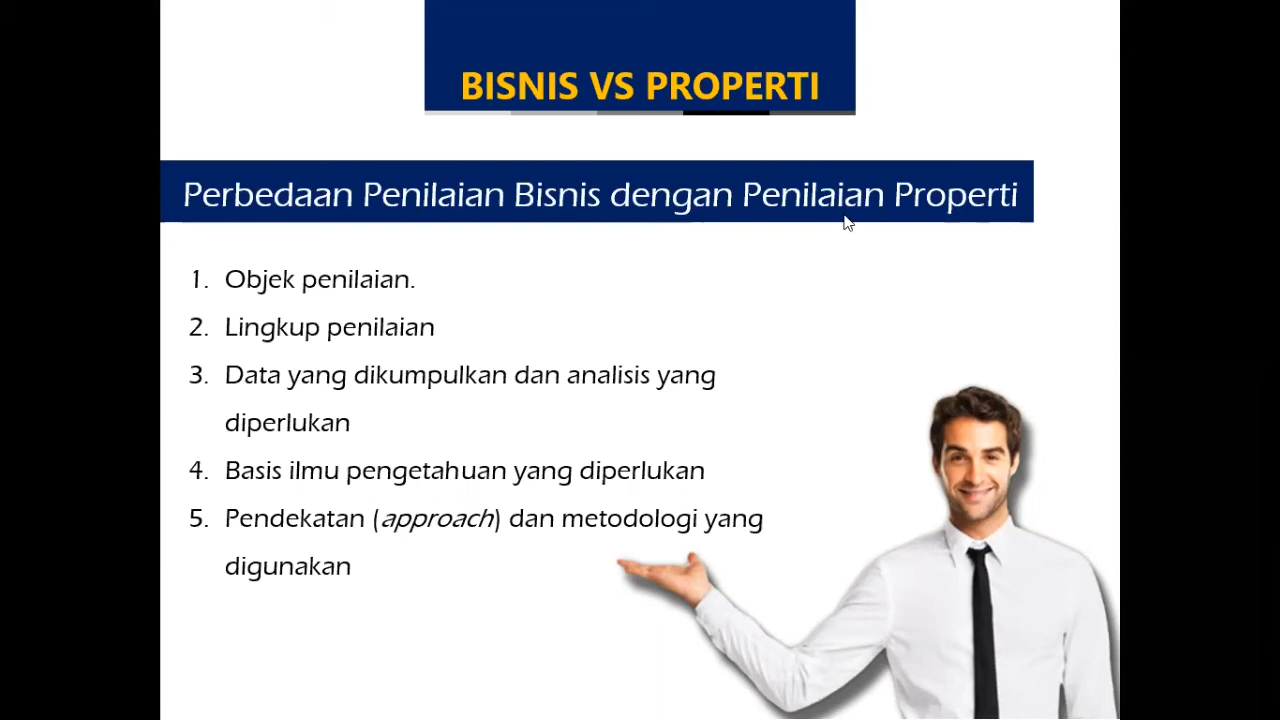 BISNIS VS PROPERTI
Perbedaan Penilaian Bisnis dengan Penilaian Properti
1. Objek penilaian.
2. Lingkup penilaian
3. Data yang dikumpulkan dan analisis yang
diperlukan
4. Basis ilmu pengetahuan yang diperlukan
5. Pendekatan (approach) dan metodologi yang
digunakan